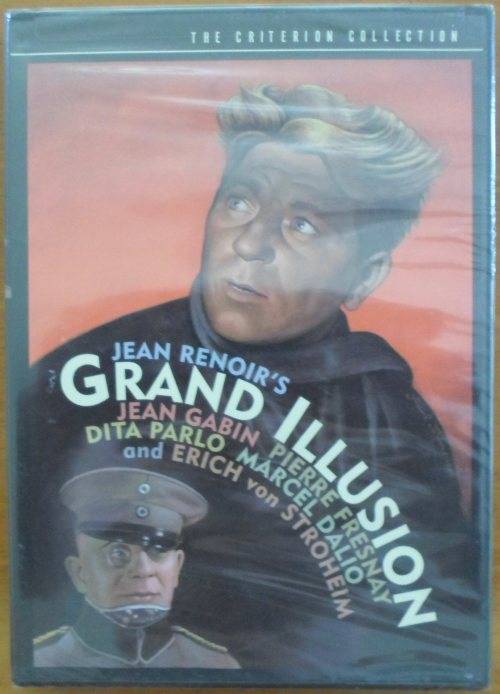 THE CRITERION COLLECTION
JEAN RENOIR'S
GRAND ILLUSION
JEAN GABIN
PIERRE FRESNAY
DITA PARLO
MARCEL DALIO
and ERICH von STROHEIM